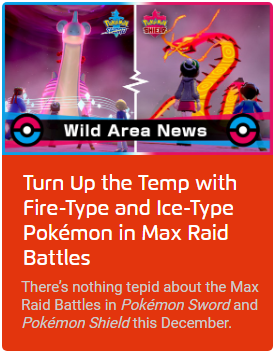 Pokémon
SWORD
Pokémon
SHIELD
Wild Area News
Turn Up the Temp with
Fire-Type and Ice-Type
Pokémon in Max Raid
Battles
There's nothing tepid about the Max
Raid Battles in Pokémon Sword and
Pokémon Shield this December.